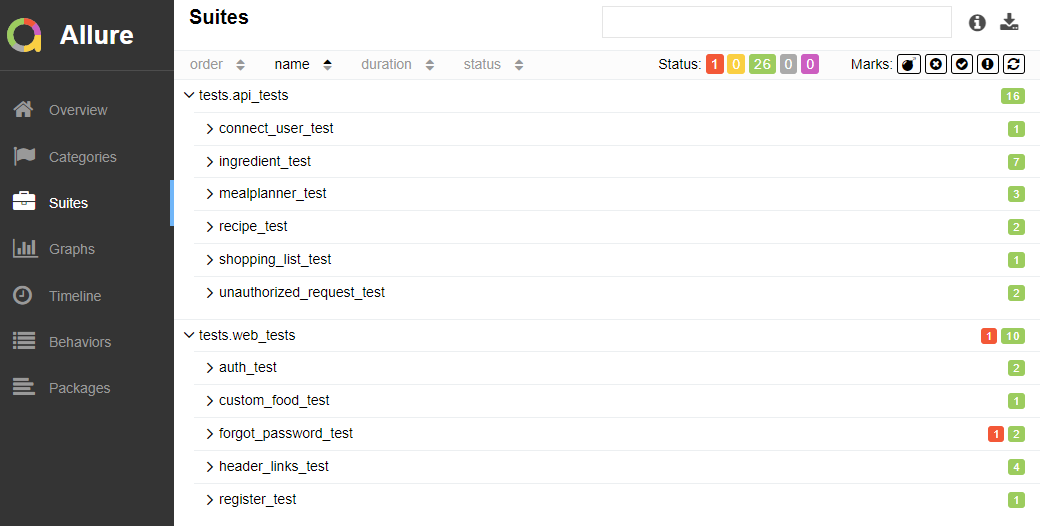 Allure
Overview
Categories
Suites
Graphs
Timeline
Behaviors
Packages
Suites
order name duration status Status: 1 0 26 0 0 Marks:
tests.api_tests 16
connect_user_test 1
ingredient_test 7
mealplanner_test 3
recipe_test 2
shopping_list_test 1
unauthorized_request_test 2
tests.web_tests 1 10
auth_test 2
custom_food_test 1
forgot_password_test 1 2
header_links_test 4
register_test 1